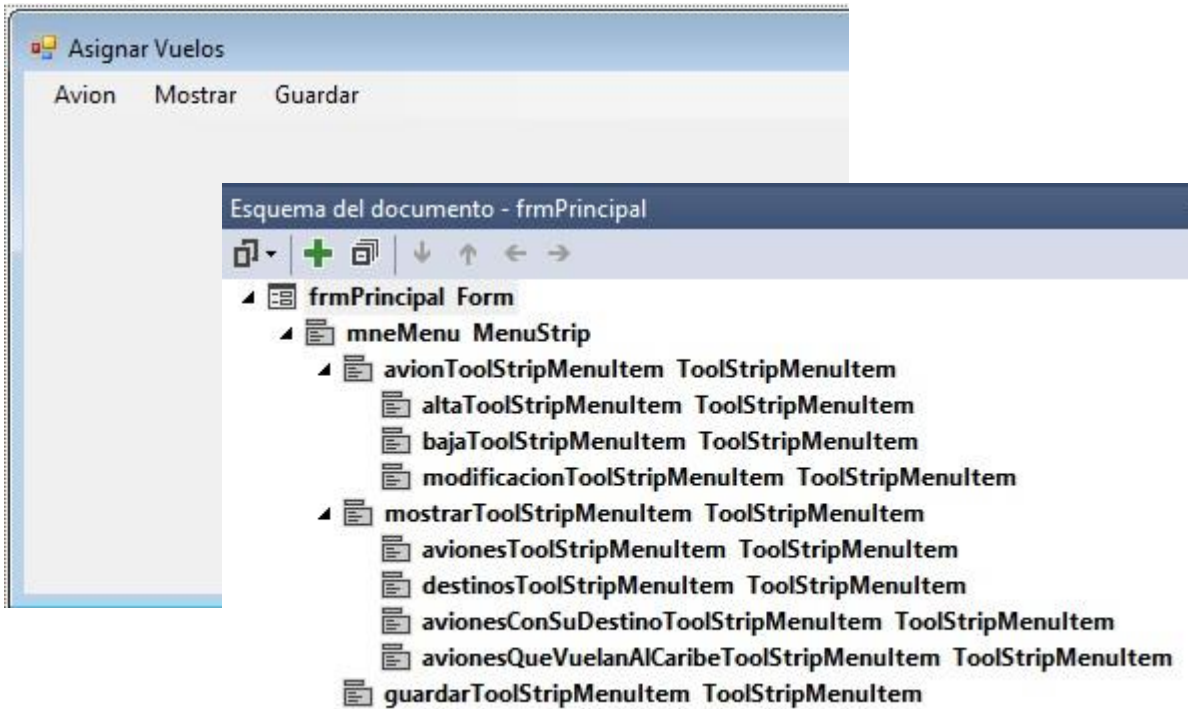 Asignar Vuelos
Avion Mostrar Guardar
Esquema del documento - frmPrincipal
frmPrincipal Form
mneMenu MenuStrip
avionToolStripMenuItem ToolStripMenuItem
altaToolStripMenuItem ToolStripMenuItem
bajaToolStripMenuItem ToolStripMenuItem
modificacionToolStripMenuItem ToolStripMenuItem
mostrarToolStripMenuItem ToolStripMenuItem
avionesToolStripMenuItem ToolStripMenuItem
destinosToolStripMenuItem ToolStripMenuItem
avionesConSuDestinoToolStripMenuItem ToolStripMenuItem
avionesQueVuelanAlCaribeToolStripMenuItem ToolStripMenuItem
guardarToolStripMenuItem ToolStripMenuItem